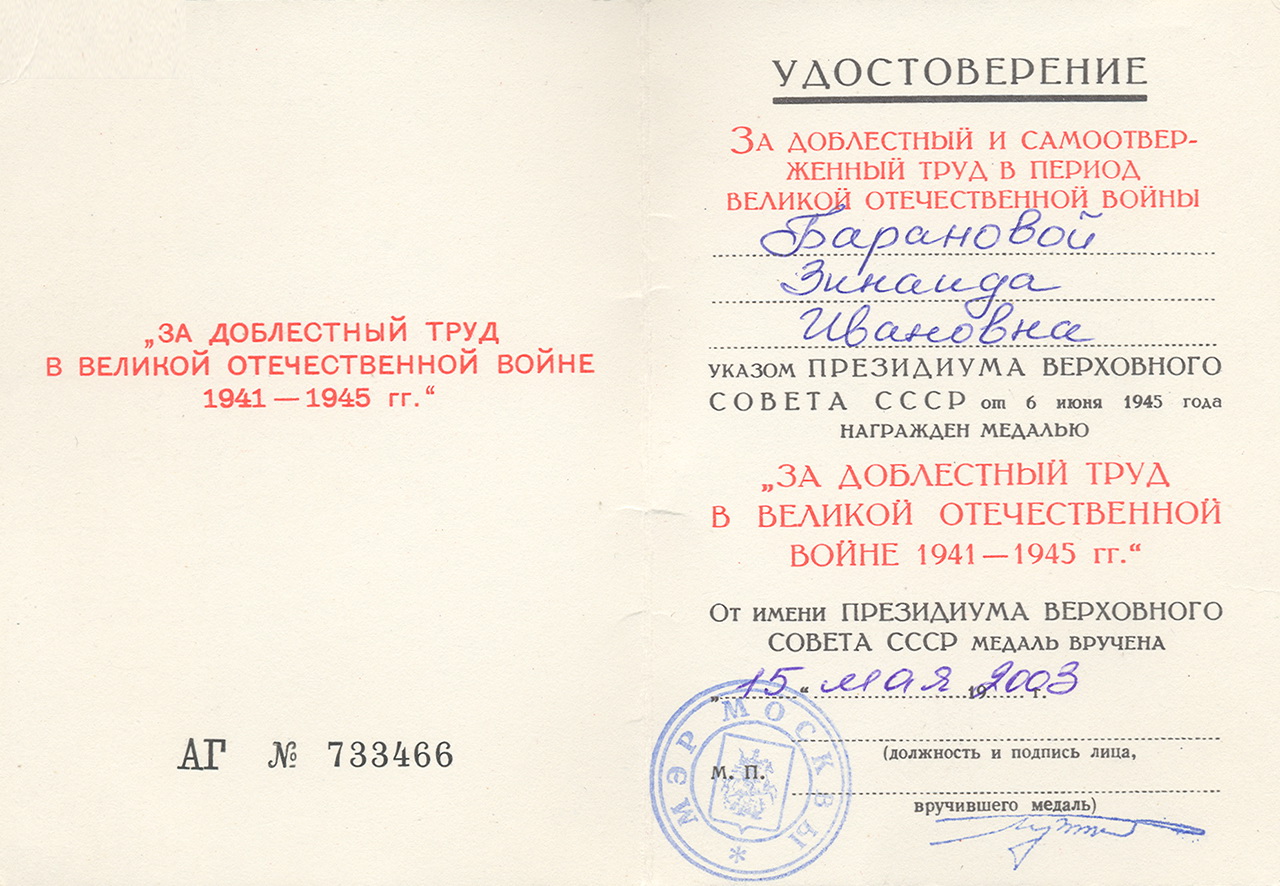 „ЗА ДОБЛЕСТНЫЙ ТРУД
В ВЕЛИКОЙ ОТЕЧЕСТВЕННОЙ ВОЙНЕ
1941 — 1945 гг.“
АГ № 733466
УДОСТОВЕРЕНИЕ
ЗА ДОБЛЕСТНЫЙ И САМООТВЕР-
ЖЕННЫЙ ТРУД В ПЕРИОД
ВЕЛИКОЙ ОТЕЧЕСТВЕННОЙ ВОЙНЫ
Барановой
Зинаида
Ивановна
УКАЗОМ ПРЕЗИДИУМА ВЕРХОВНОГО
СОВЕТА СССР от 6 июня 1945 года
НАГРАЖДЕН МЕДАЛЬЮ
„ЗА ДОБЛЕСТНЫЙ ТРУД
В ВЕЛИКОЙ ОТЕЧЕСТВЕННОЙ
ВОЙНЕ 1941 — 1945 гг.“
ОТ ИМЕНИ ПРЕЗИДИУМА ВЕРХОВНОГО
СОВЕТА СССР МЕДАЛЬ ВРУЧЕНА
„15“ мая 19 2003 г.
МЭР МОСКВЫ
(должность и подпись лица,
М. П.
вручившего медаль)